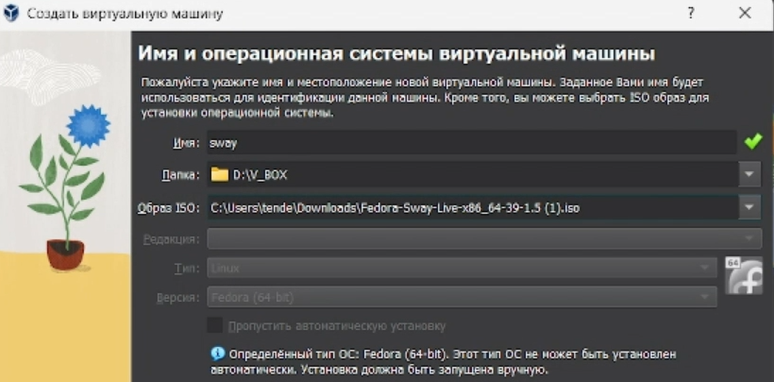 Создать виртуальную машину
? ×
Имя и операционная системы виртуальной машины
Пожалуйста укажите имя и местоположение новой виртуальной машины. Заданное Вами имя будет
использоваться для идентификации данной машины. Кроме того, вы можете выбрать ISO образ для
установки операционной системы.
Имя: sway
Папка: D:\V_BOX
Образ ISO: C:\Users\tende\Downloads\Fedora-Sway-Live-x86_64-39-1.5 (1).iso
Редакция:
Тип: Linux
64
Версия: Fedora (64-bit)
Пропустить автоматическую установку
Определённый тип ОС: Fedora (64-bit). Этот тип ОС не может быть установлен
автоматически. Установка должна быть запущена вручную.